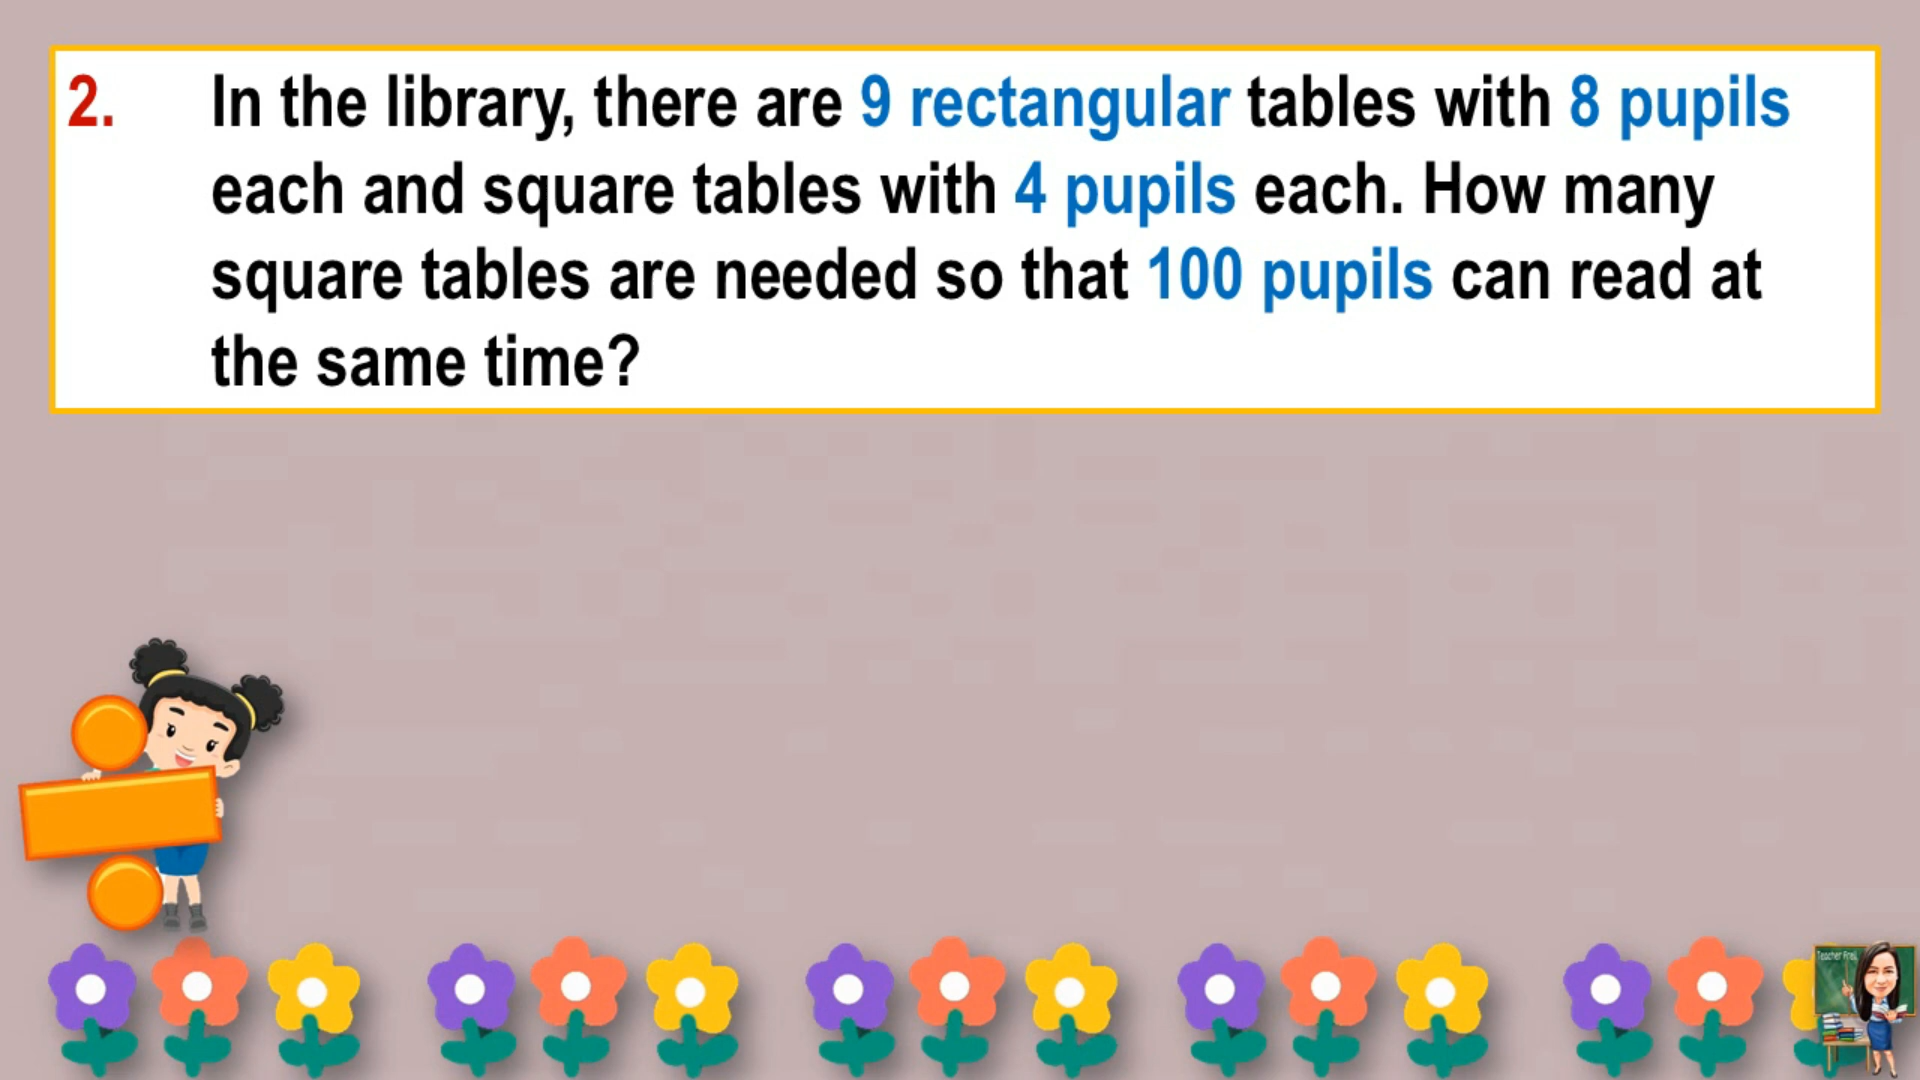 2. In the library, there are 9 rectangular tables with 8 pupils
each and square tables with 4 pupils each. How many
square tables are needed so that 100 pupils can read at
the same time?